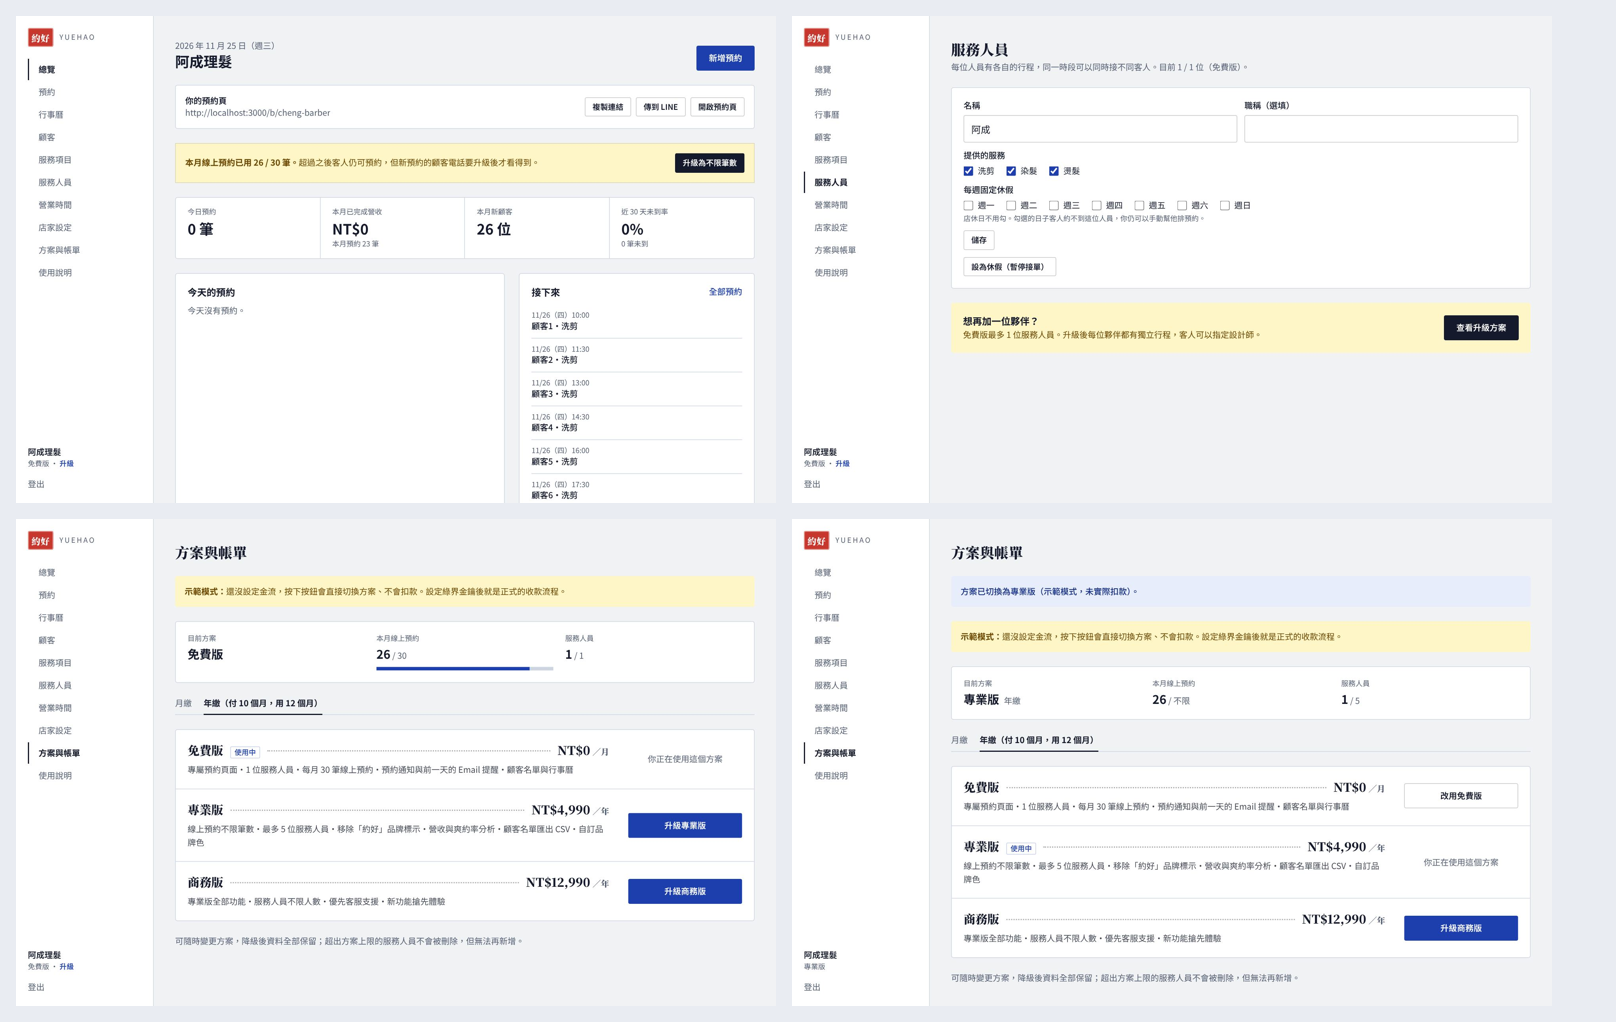 約好 YUEHAO
總覽
預約
行事曆
顧客
服務項目
服務人員
營業時間
店家設定
方案與帳單
使用說明
阿成理髮
免費版・升級
登出
2026 年 11 月 25 日（週三）
阿成理髮
新增預約
你的預約頁
http://localhost:3000/b/cheng-barber
複製連結
傳到 LINE
開啟預約頁
本月線上預約已用 26 / 30 筆。超過之後客人仍可預約，但新預約的顧客電話要升級後才看得到。
升級為不限筆數
今日預約
0 筆
本月已完成營收
NT$0
本月預約 23 筆
本月新顧客
26 位
近 30 天未到率
0%
0 筆未到
今天的預約
今天沒有預約。
接下來
全部預約
11/26（四）10:00
顧客1・洗剪
11/26（四）11:30
顧客2・洗剪
11/26（四）13:00
顧客3・洗剪
11/26（四）14:30
顧客4・洗剪
11/26（四）16:00
顧客5・洗剪
11/26（四）17:30
顧客6・洗剪
約好 YUEHAO
總覽
預約
行事曆
顧客
服務項目
服務人員
營業時間
店家設定
方案與帳單
使用說明
阿成理髮
免費版・升級
登出
服務人員
每位人員有各自的行程，同一時段可以同時接不同客人。目前 1 / 1 位（免費版）。
名稱
阿成
職稱（選填）
提供的服務
洗剪 染髮 燙髮
每週固定休假
週一 週二 週三 週四 週五 週六 週日
店休日不用勾。勾選的日子客人約不到這位人員，你仍可以手動幫他排預約。
儲存
設為休假（暫停接單）
想再加一位夥伴？
免費版最多 1 位服務人員。升級後每位夥伴都有獨立行程，客人可以指定設計師。
查看升級方案
約好 YUEHAO
總覽
預約
行事曆
顧客
服務項目
服務人員
營業時間
店家設定
方案與帳單
使用說明
阿成理髮
免費版・升級
登出
方案與帳單
示範模式：還沒設定金流，按下按鈕會直接切換方案、不會扣款。設定綠界金鑰後就是正式的收款流程。
目前方案
免費版
本月線上預約
26 / 30
服務人員
1 / 1
月繳 年繳（付 10 個月，用 12 個月）
免費版 使用中 NT$0 ／月
專屬預約頁面・1 位服務人員・每月 30 筆線上預約・預約通知與前一天的 Email 提醒・顧客名單與行事曆
你正在使用這個方案
專業版 NT$4,990 ／年
線上預約不限筆數・最多 5 位服務人員・移除「約好」品牌標示・營收與爽約率分析・顧客名單匯出 CSV・自訂品
牌色
升級專業版
商務版 NT$12,990 ／年
專業版全部功能・服務人員不限人數・優先客服支援・新功能搶先體驗
升級商務版
可隨時變更方案，降級後資料全部保留；超出方案上限的服務人員不會被刪除，但無法再新增。
約好 YUEHAO
總覽
預約
行事曆
顧客
服務項目
服務人員
營業時間
店家設定
方案與帳單
使用說明
阿成理髮
專業版
登出
方案與帳單
方案已切換為專業版（示範模式，未實際扣款）。
示範模式：還沒設定金流，按下按鈕會直接切換方案、不會扣款。設定綠界金鑰後就是正式的收款流程。
目前方案
專業版 年繳
本月線上預約
26 / 不限
服務人員
1 / 5
月繳 年繳（付 10 個月，用 12 個月）
免費版 NT$0 ／月
專屬預約頁面・1 位服務人員・每月 30 筆線上預約・預約通知與前一天的 Email 提醒・顧客名單與行事曆
改用免費版
專業版 使用中 NT$4,990 ／年
線上預約不限筆數・最多 5 位服務人員・移除「約好」品牌標示・營收與爽約率分析・顧客名單匯出 CSV・自訂品
牌色
你正在使用這個方案
商務版 NT$12,990 ／年
專業版全部功能・服務人員不限人數・優先客服支援・新功能搶先體驗
升級商務版
可隨時變更方案，降級後資料全部保留；超出方案上限的服務人員不會被刪除，但無法再新增。